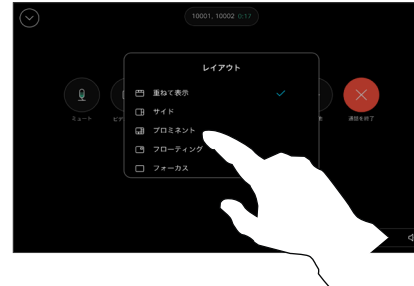 10001, 10002 0:17
レイアウト
重ねて表示
サイド
プロミネント
フローティング
フォーカス
ミュート
ビデ
通話を終了